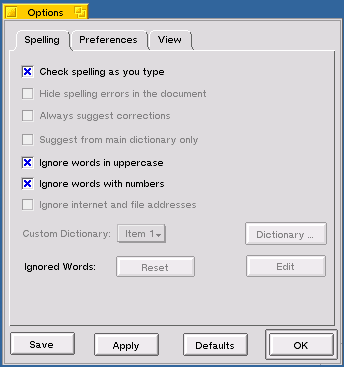 Options
Spelling Preferences View
Check spelling as you type
Hide spelling errors in the document
Always suggest corrections
Suggest from main dictionary only
Ignore words in uppercase
Ignore words with numbers
Ignore internet and file addresses
Custom Dictionary: Item 1 Dictionary ...
Ignored Words: Reset Edit
Save Apply Defaults OK